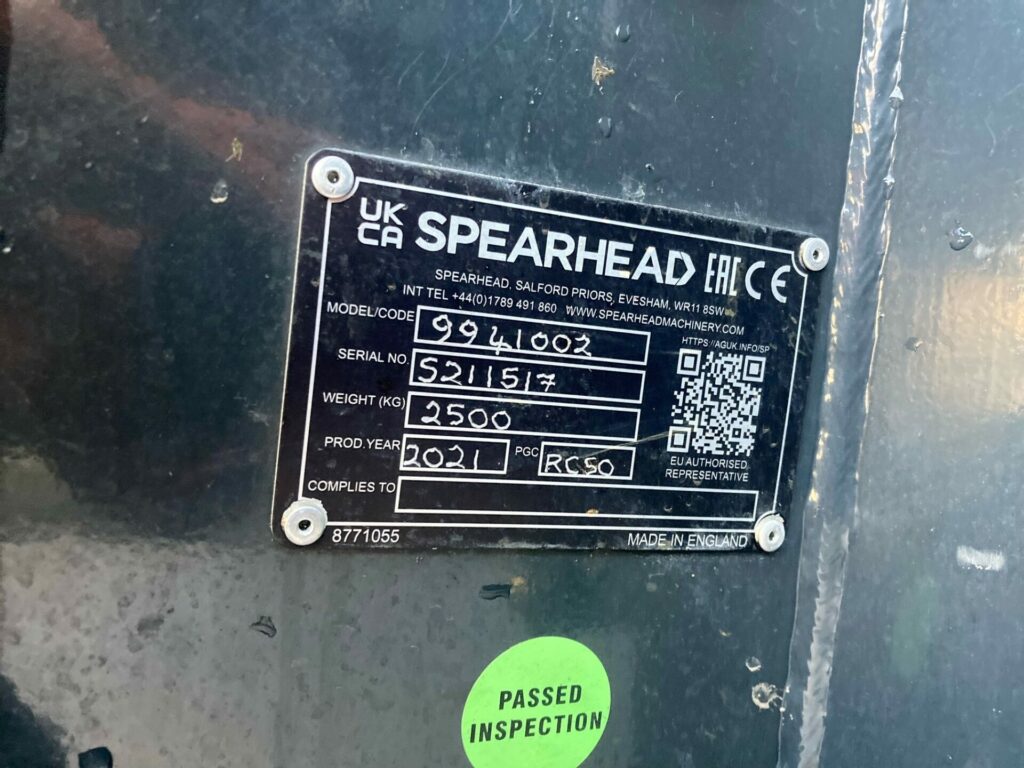 UK CA SPEARHEAD EAC CE
SPEARHEAD, SALFORD PRIORS, EVESHAM, WR11 8SW
INT TEL +44(0)1789 491 860 WWW.SPEARHEADMACHINERY.COM
MODEL/CODE 9941002
HTTPS://AGUK.INFO/SP
SERIAL NO. S211517
WEIGHT (KG) 2500
PROD.YEAR 2021 PGC RC50
EU AUTHORISED
REPRESENTATIVE
COMPLIES TO
8771055 MADE IN ENGLAND
PASSED
INSPECTION